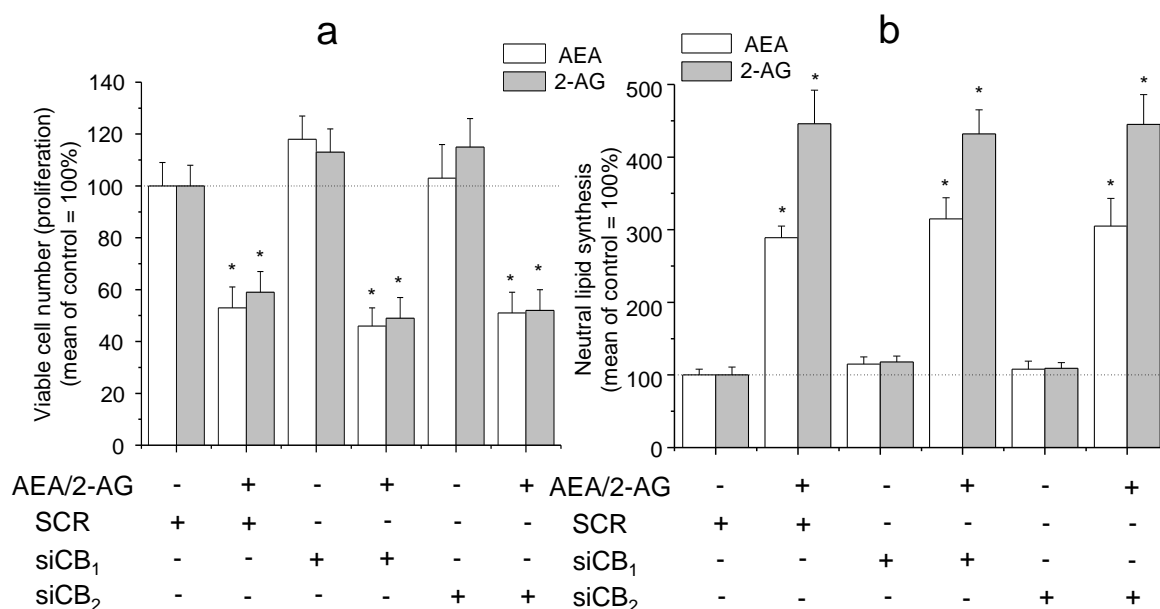 a
AEA
2-AG
Viable cell number (proliferation)
(mean of control = 100%)
140
120
100
80
60
40
20
0
* * * * * *
AEA/2-AG - + - + - +
SCR + + - - - -
siCB1 - - + + - -
siCB2 - - - - + +
b
AEA
2-AG
Neutral lipid synthesis
(mean of control = 100%)
500
400
300
200
100
0
* * * * * *
AEA/2-AG - + - + - +
SCR + + - - - -
siCB1 - - + + - -
siCB2 - - - - + +